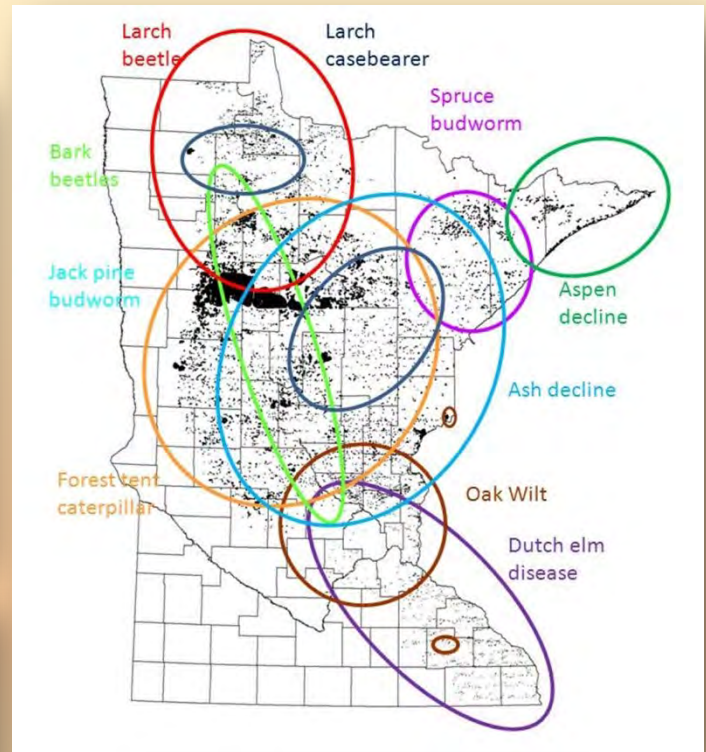 Larch
beetle
Larch
casebearer
Spruce
budworm
Bark
beetles
Jack pine
budworm
Aspen
decline
Ash decline
Forest tent
caterpillar
Oak Wilt
Dutch elm
disease